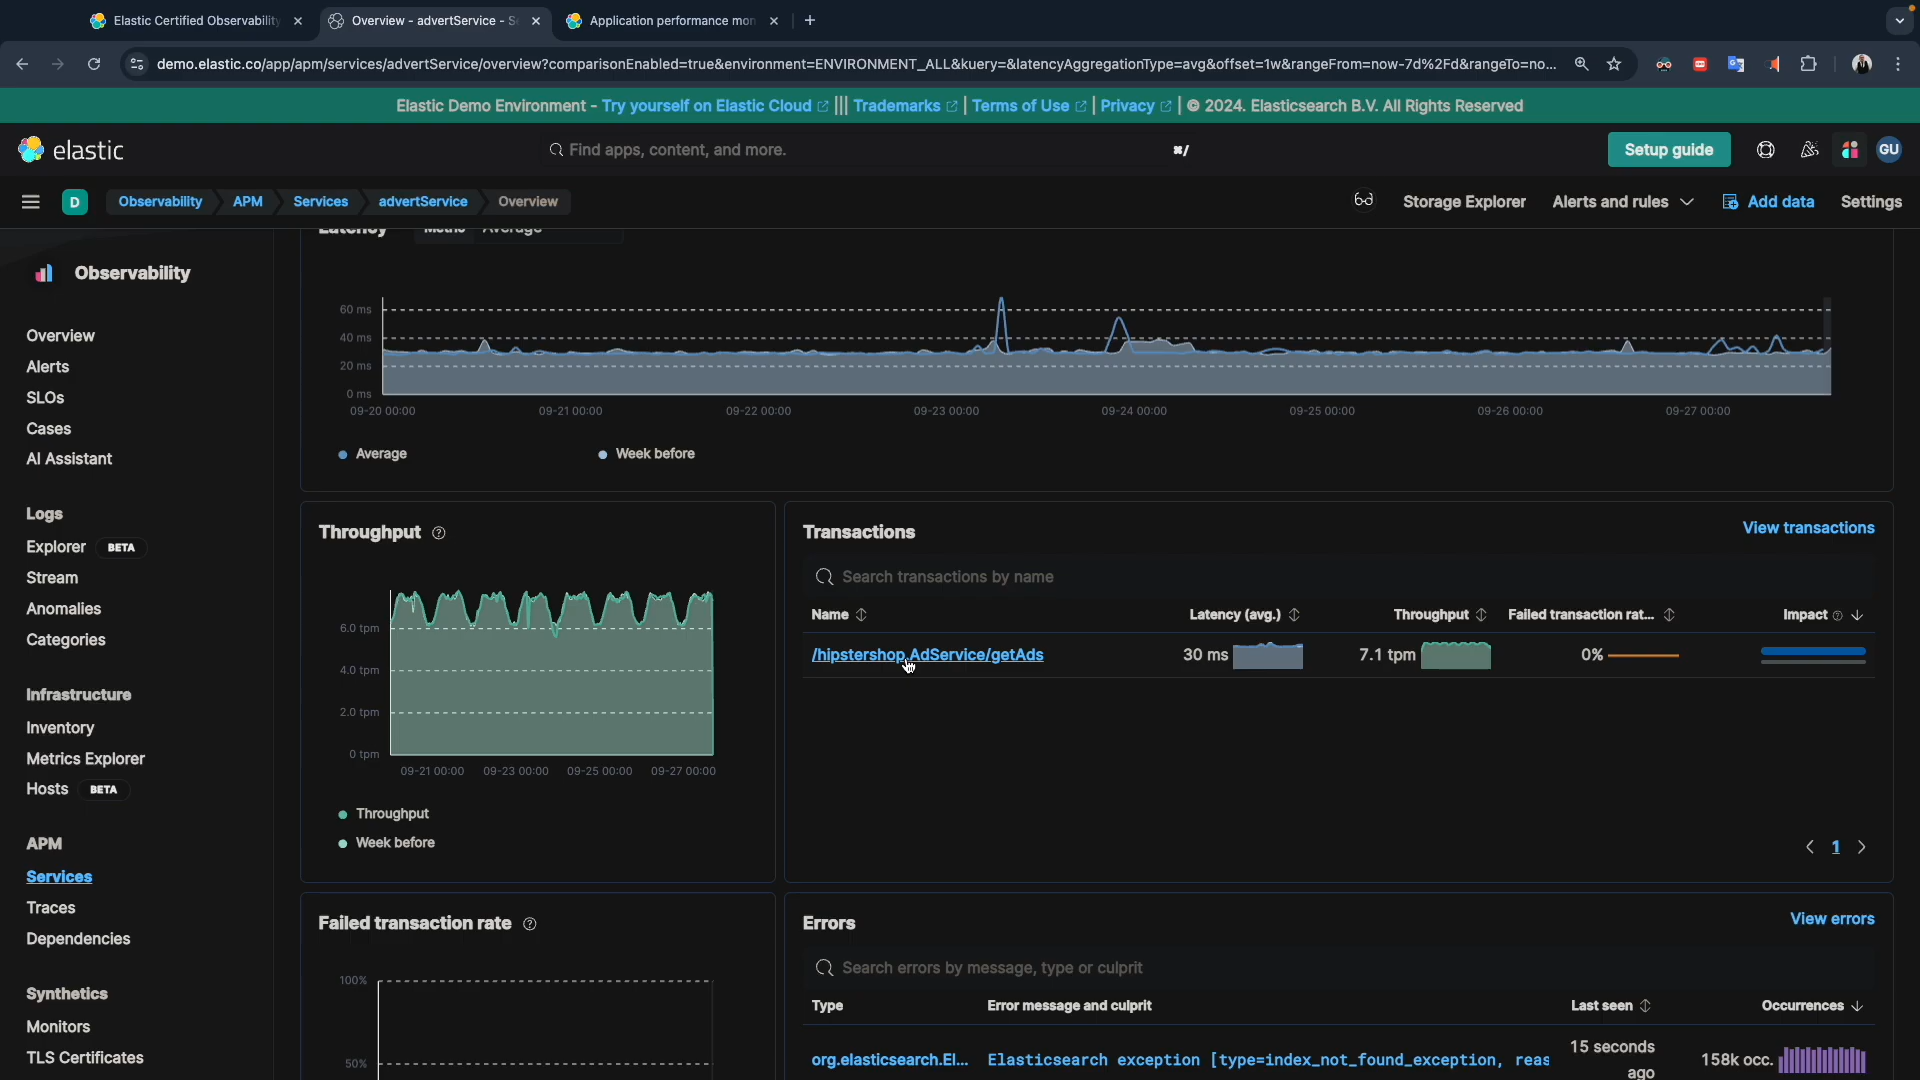 Elastic Certified Observability
Overview - advertService - S
Application performance mon
demo.elastic.co/app/apm/services/advertService/overview?comparisonEnabled=true&environment=ENVIRONMENT_ALL&kuery=&latencyAggregationType=avg&offset=1w&rangeFrom=now-7d%2Fd&rangeTo=no...
Elastic Demo Environment - Try yourself on Elastic Cloud ||| Trademarks | Terms of Use | Privacy | © 2024. Elasticsearch B.V. All Rights Reserved
elastic
Find apps, content, and more.
⌘/
Setup guide
GU
D
Observability
APM
Services
advertService
Overview
Storage Explorer
Alerts and rules
Add data
Settings
Observability
Overview
Alerts
SLOs
Cases
AI Assistant
Logs
Explorer BETA
Stream
Anomalies
Categories
Infrastructure
Inventory
Metrics Explorer
Hosts BETA
APM
Services
Traces
Dependencies
Synthetics
Monitors
TLS Certificates
Latency Metric Average
60 ms
40 ms
20 ms
0 ms
09-20 00:00 09-21 00:00 09-22 00:00 09-23 00:00 09-24 00:00 09-25 00:00 09-26 00:00 09-27 00:00
Average Week before
Throughput
6.0 tpm
4.0 tpm
2.0 tpm
0 tpm
09-21 00:00 09-23 00:00 09-25 00:00 09-27 00:00
Throughput
Week before
Transactions
View transactions
Search transactions by name
Name Latency (avg.) Throughput Failed transaction rat... Impact
/hipstershop.AdService/getAds 30 ms 7.1 tpm 0%
1
Failed transaction rate
100%
50%
Errors
View errors
Search errors by message, type or culprit
Type Error message and culprit Last seen Occurrences
org.elasticsearch.El... Elasticsearch exception [type=index_not_found_exception, reas 15 seconds ago 158k occ.